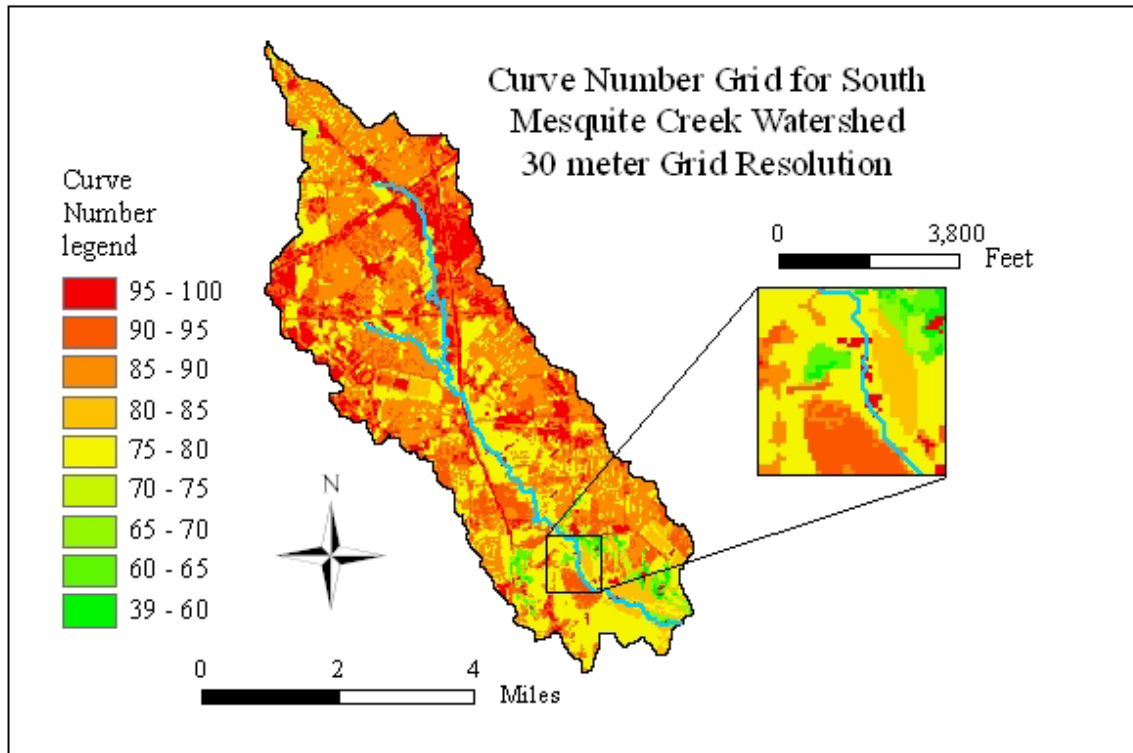 Curve Number Grid for South
Mesquite Creek Watershed
30 meter Grid Resolution
Curve
Number
legend
95 - 100
90 - 95
85 - 90
80 - 85
75 - 80
70 - 75
65 - 70
60 - 65
39 - 60
0 3,800
Feet
N
0 2 4
Miles